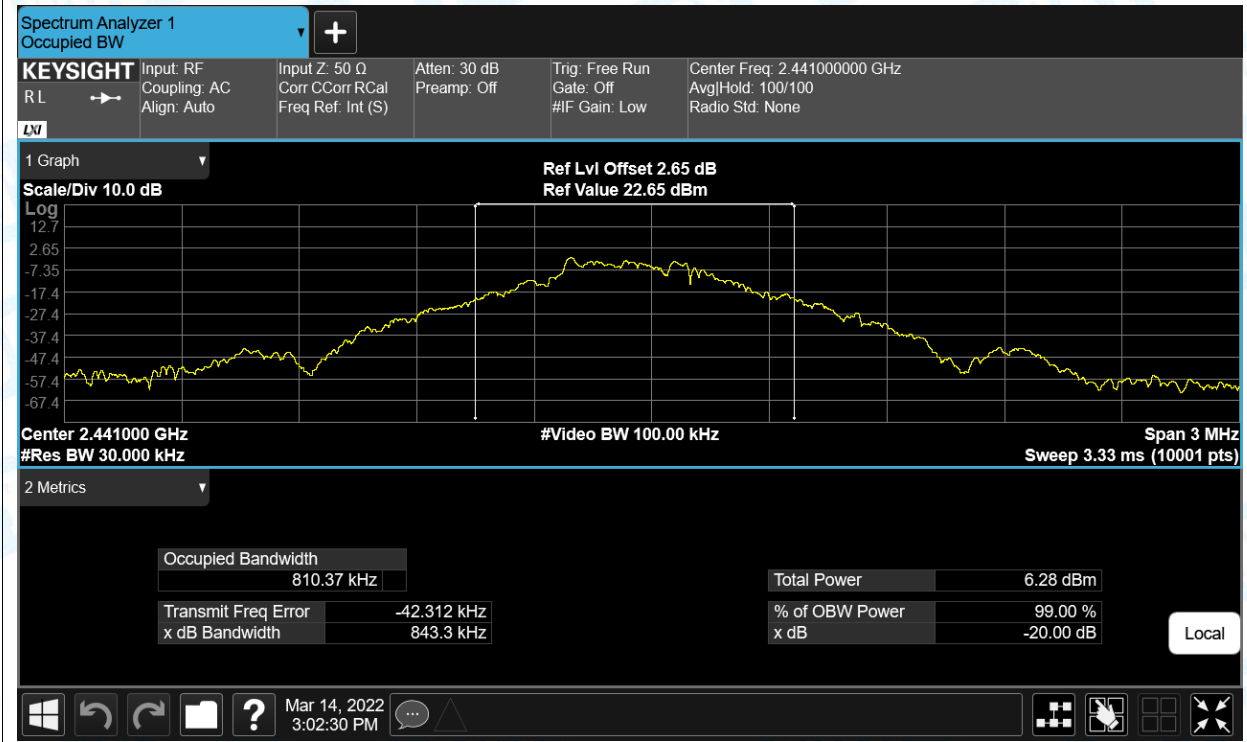 Spectrum Analyzer 1
Occupied BW
KEYSIGHT
R L
LXI
Input: RF
Coupling: AC
Align: Auto
Input Z: 50 Ω
Corr CCorr RCal
Freq Ref: Int (S)
Atten: 30 dB
Preamp: Off
Trig: Free Run
Gate: Off
#IF Gain: Low
Center Freq: 2.441000000 GHz
Avg|Hold: 100/100
Radio Std: None
1 Graph
Scale/Div 10.0 dB
Ref Lvl Offset 2.65 dB
Ref Value 22.65 dBm
Log
12.7
2.65
-7.35
-17.4
-27.4
-37.4
-47.4
-57.4
-67.4
Center 2.441000 GHz
#Res BW 30.000 kHz
#Video BW 100.00 kHz
Span 3 MHz
Sweep 3.33 ms (10001 pts)
2 Metrics
Occupied Bandwidth
810.37 kHz
Transmit Freq Error -42.312 kHz
x dB Bandwidth 843.3 kHz
Total Power 6.28 dBm
% of OBW Power 99.00 %
x dB -20.00 dB
Local
?
Mar 14, 2022
3:02:30 PM